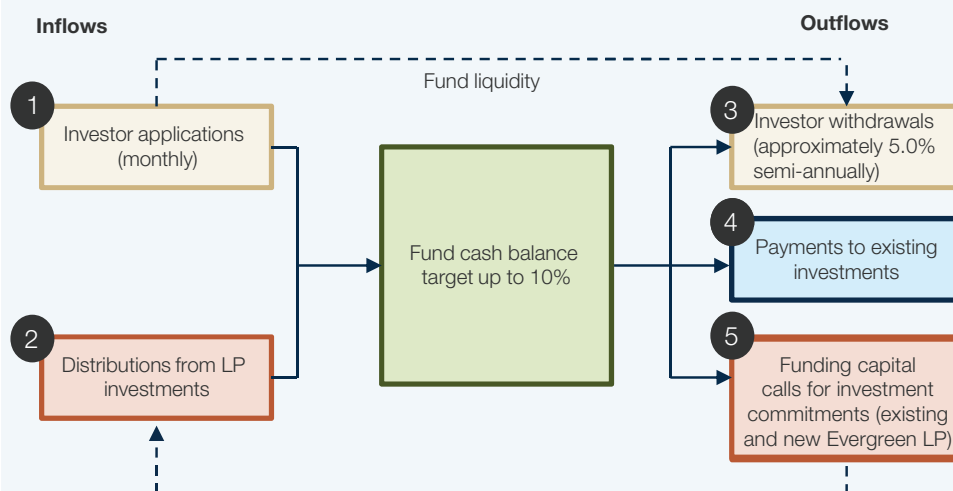 Inflows
Outflows
Fund liquidity
1
Investor applications
(monthly)
2
Distributions from LP
investments
Fund cash balance
target up to 10%
3
Investor withdrawals
(approximately 5.0%
semi-annually)
4
Payments to existing
investments
5
Funding capital
calls for investment
commitments (existing
and new Evergreen LP)